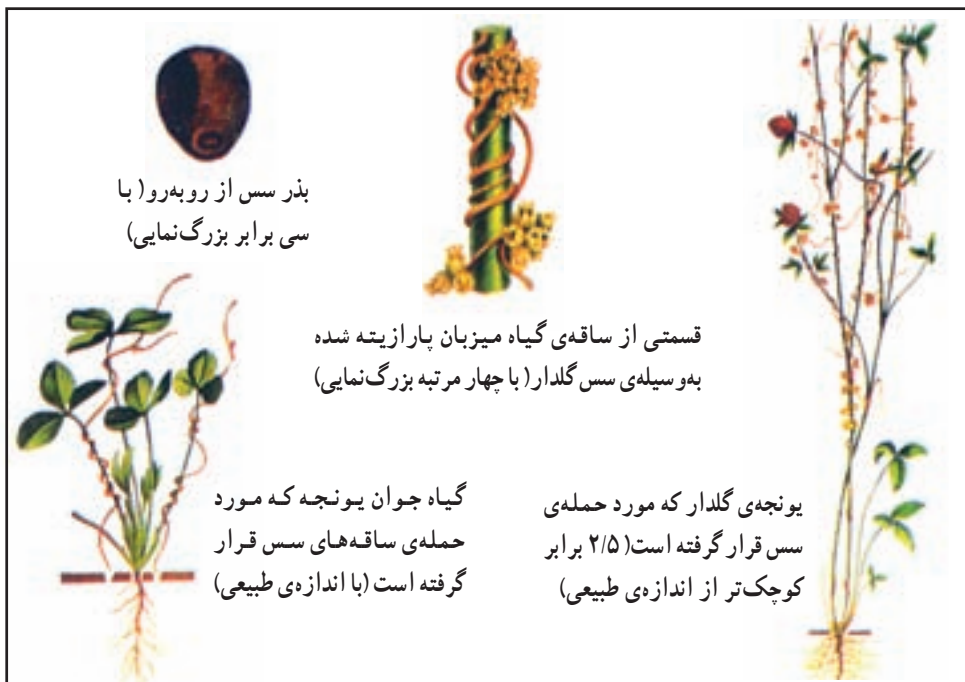 بذر سس از روبه‌رو( با
سی برابر بزرگ‌نمایی)
قسمتی از ساقه‌ی گیاه میزبان پارازیته شده
به‌وسیله‌ی سس گلدار( با چهار مرتبه بزرگ‌نمایی)
یونجه‌ی گلدار که مورد حمله‌ی
سس قرار گرفته است( ۲/۵ برابر
کوچک‌تر از اندازه‌ی طبیعی)
گیاه جوان یونجه که مورد
حمله‌ی ساقه‌های سس قرار
گرفته است (با اندازه‌ی طبیعی)